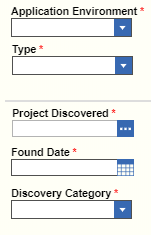 Application Environment *
Type *
Project Discovered *
Found Date *
Discovery Category *